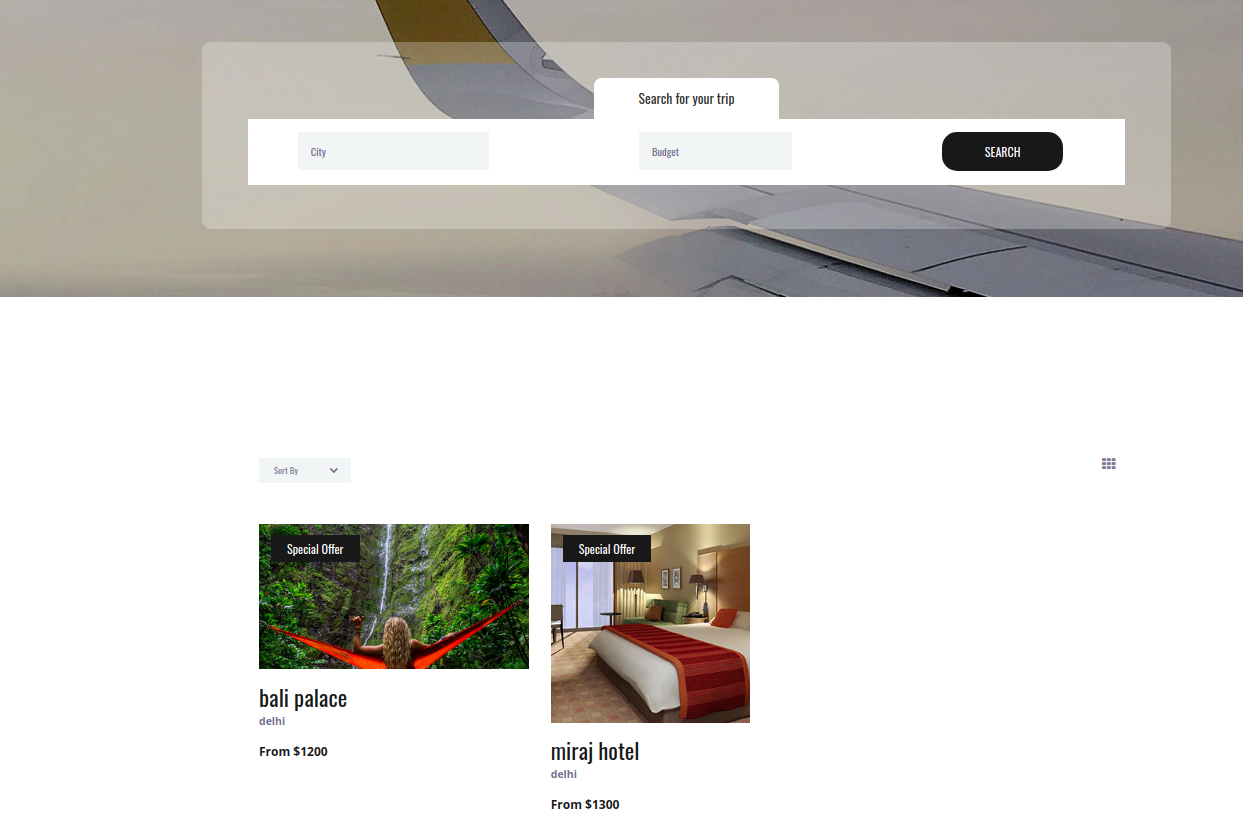 Search for your trip
City
Budget
SEARCH
Sort By
Special Offer
Special Offer
bali palace
delhi
From $1200
miraj hotel
delhi
From $1300